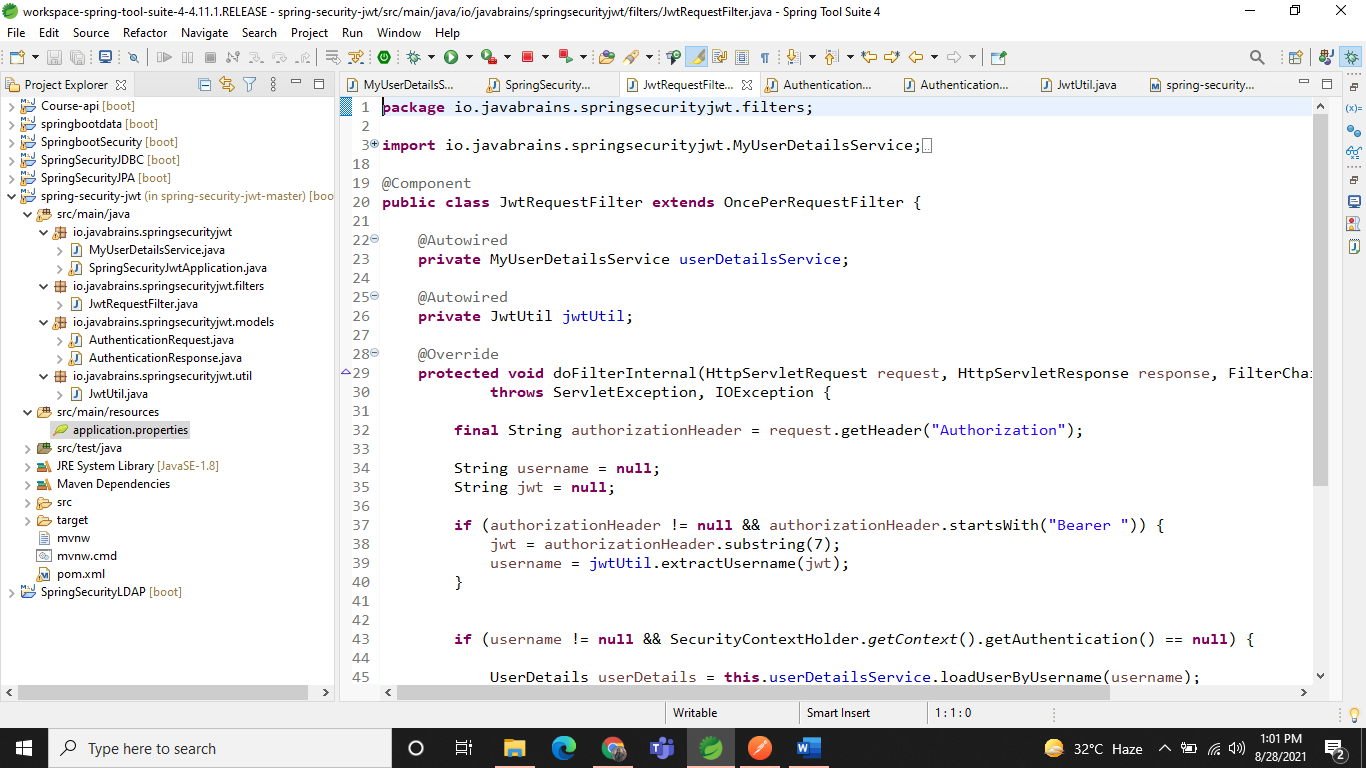 workspace-spring-tool-suite-4-4.11.1.RELEASE - spring-security-jwt/src/main/java/io/javabrains/springsecurityjwt/filters/JwtRequestFilter.java - Spring Tool Suite 4
File Edit Source Refactor Navigate Search Project Run Window Help
Project Explorer
Course-api [boot]
springbootdata [boot]
SpringbootSecurity [boot]
SpringSecurityJDBC [boot]
SpringSecurityJPA [boot]
spring-security-jwt (in spring-security-jwt-master) [boo
src/main/java
io.javabrains.springsecurityjwt
MyUserDetailsService.java
SpringSecurityJwtApplication.java
io.javabrains.springsecurityjwt.filters
JwtRequestFilter.java
io.javabrains.springsecurityjwt.models
AuthenticationRequest.java
AuthenticationResponse.java
io.javabrains.springsecurityjwt.util
JwtUtil.java
src/main/resources
application.properties
src/test/java
JRE System Library [JavaSE-1.8]
Maven Dependencies
src
target
mvnw
mvnw.cmd
pom.xml
SpringSecurityLDAP [boot]
MyUserDetailsS... SpringSecurity... JwtRequestFilte... Authentication... Authentication... JwtUtil.java spring-security...
1 package io.javabrains.springsecurityjwt.filters;
2
3 import io.javabrains.springsecurityjwt.MyUserDetailsService;
18
19 @Component
20 public class JwtRequestFilter extends OncePerRequestFilter {
21
22 @Autowired
23 private MyUserDetailsService userDetailsService;
24
25 @Autowired
26 private JwtUtil jwtUtil;
27
28 @Override
29 protected void doFilterInternal(HttpServletRequest request, HttpServletResponse response, FilterChai
30 throws ServletException, IOException {
31
32 final String authorizationHeader = request.getHeader("Authorization");
33
34 String username = null;
35 String jwt = null;
36
37 if (authorizationHeader != null && authorizationHeader.startsWith("Bearer ")) {
38 jwt = authorizationHeader.substring(7);
39 username = jwtUtil.extractUsername(jwt);
40 }
41
42
43 if (username != null && SecurityContextHolder.getContext().getAuthentication() == null) {
44
45 UserDetails userDetails = this.userDetailsService.loadUserByUsername(username);
Writable Smart Insert 1 : 1 : 0
Type here to search
32°C Haze
1:01 PM
8/28/2021
2